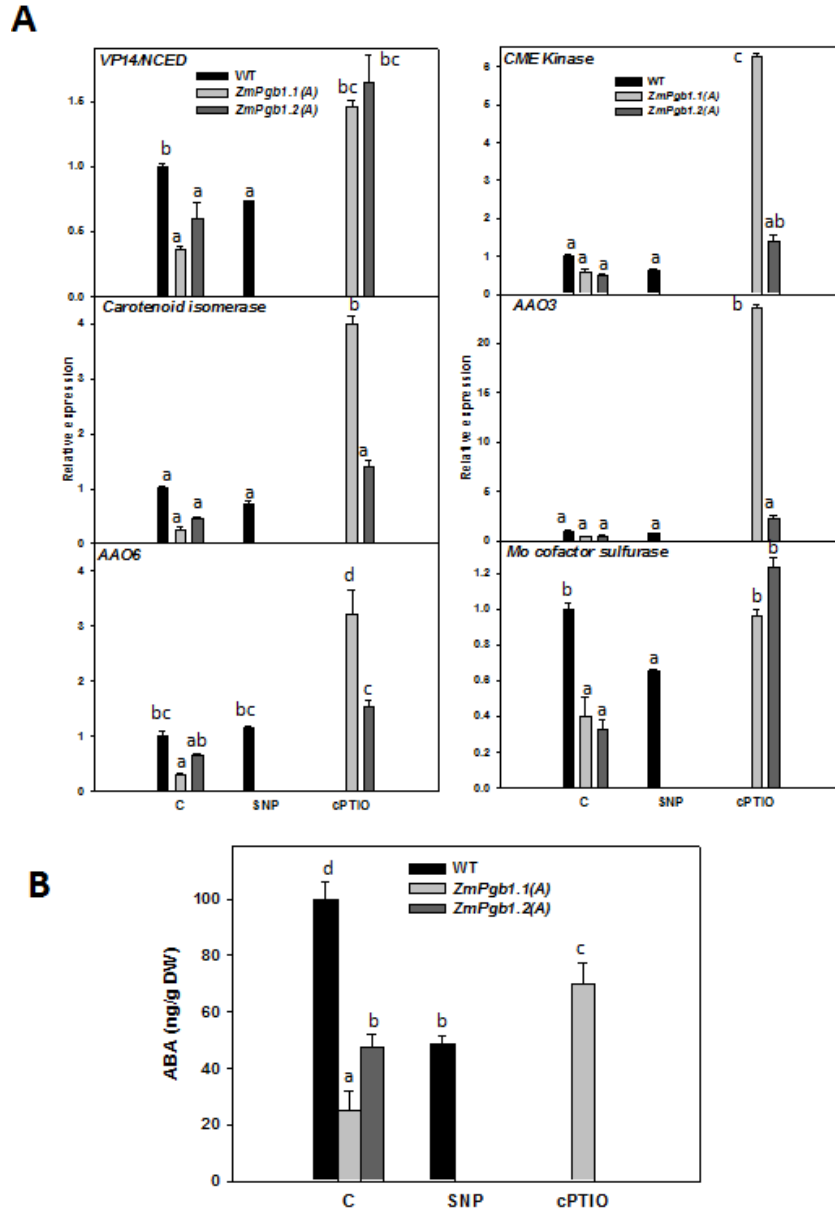 A
VP14/NCED
WT
ZmPgb1.1(A)
ZmPgb1.2(A)
1.5
1.0
0.5
0.0
b
a
a
a
bc
bc
CME Kinase
WT
ZmPgb1.1(A)
ZmPgb1.2(A)
8
6
4
2
1
0
a
a
a
a
c
ab
Carotenoid isomerase
4
3
2
1
0
a
a
a
a
b
a
Relative expression
AAO3
20
15
10
5
0
a
a
a
a
b
a
Relative expression
AAO6
4
3
2
1
0
bc
a
ab
bc
d
c
C
SNP
cPTIO
Mo cofactor sulfurase
1.2
1.0
0.8
0.6
0.4
0.2
0.0
b
a
a
a
b
b
C
SNP
cPTIO
B
WT
ZmPgb1.1(A)
ZmPgb1.2(A)
ABA (ng/g DW)
100
80
60
40
20
0
d
a
b
b
c
C
SNP
cPTIO